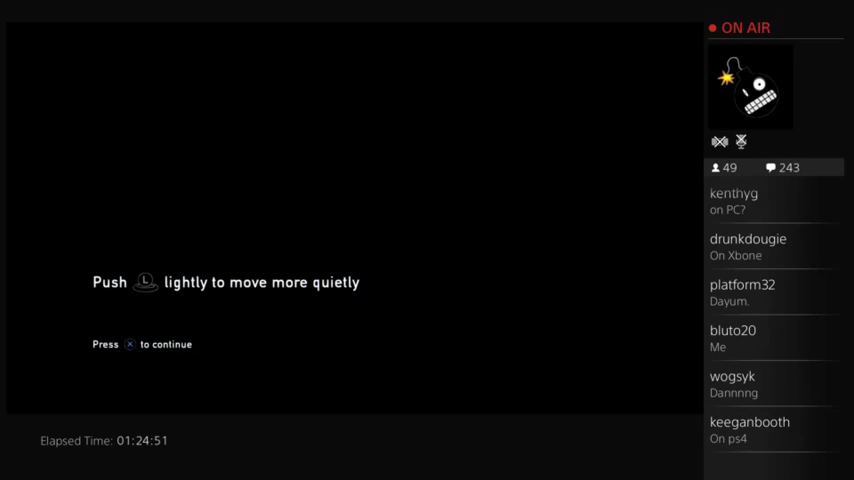 ON AIR
49 243
kenthyg
on PC?
drunkdougie
On Xbone
platform32
Dayum.
bluto20
Me
wogsyk
Dannnng
keeganbooth
On ps4
Push L lightly to move more quietly
Press X to continue
Elapsed Time: 01:24:51